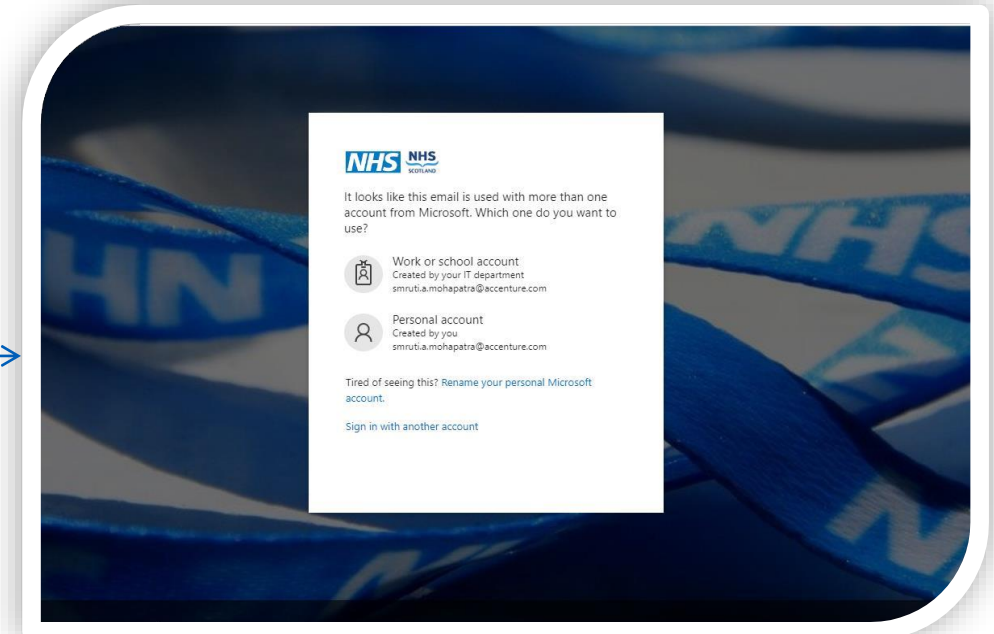 HN
NHS
NHS
NHS
SCOTLAND
It looks like this email is used with more than one
account from Microsoft. Which one do you want to
use?
Work or school account
Created by your IT department
smruti.a.mohapatra@accenture.com
Personal account
Created by you
smruti.a.mohapatra@accenture.com
Tired of seeing this? Rename your personal Microsoft
account.
Sign in with another account